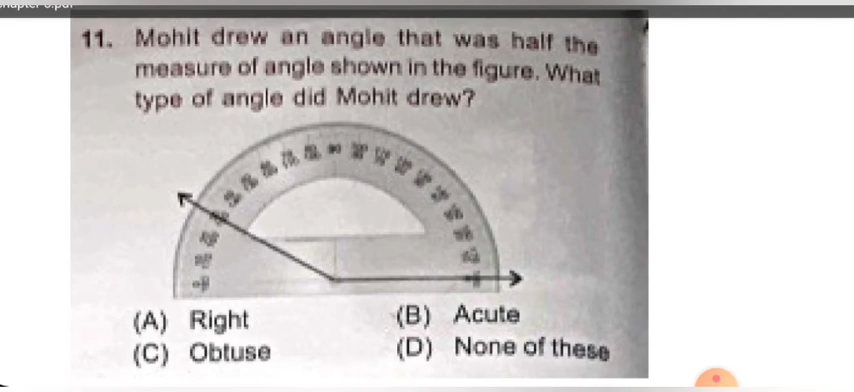 11. Mohit drew an angle that was half the
measure of angle shown in the figure. What
type of angle did Mohit drew?
(A) Right (B) Acute
(C) Obtuse (D) None of these